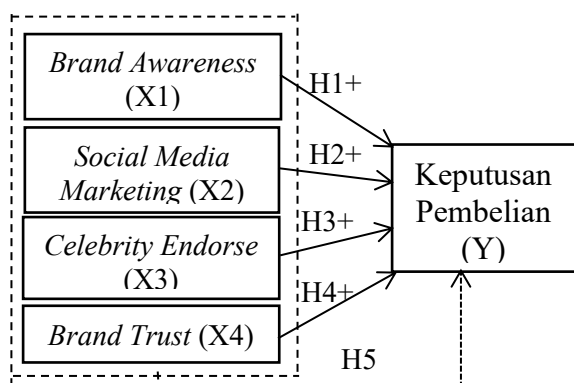 Brand Awareness
(X1)
H1+
Social Media
Marketing (X2)
H2+
Keputusan
Pembelian
(Y)
Celebrity Endorse
(X3)
H3+
H4+
Brand Trust (X4)
H5